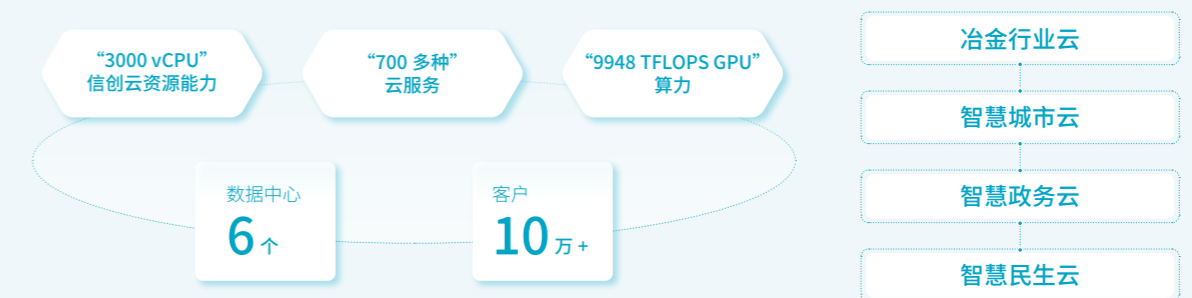 “3000 vCPU”
信创云资源能力
“700 多种”
云服务
“9948 TFLOPS GPU”
算力
数据中心
6 个
客户
10 万 +
冶金行业云
智慧城市云
智慧政务云
智慧民生云